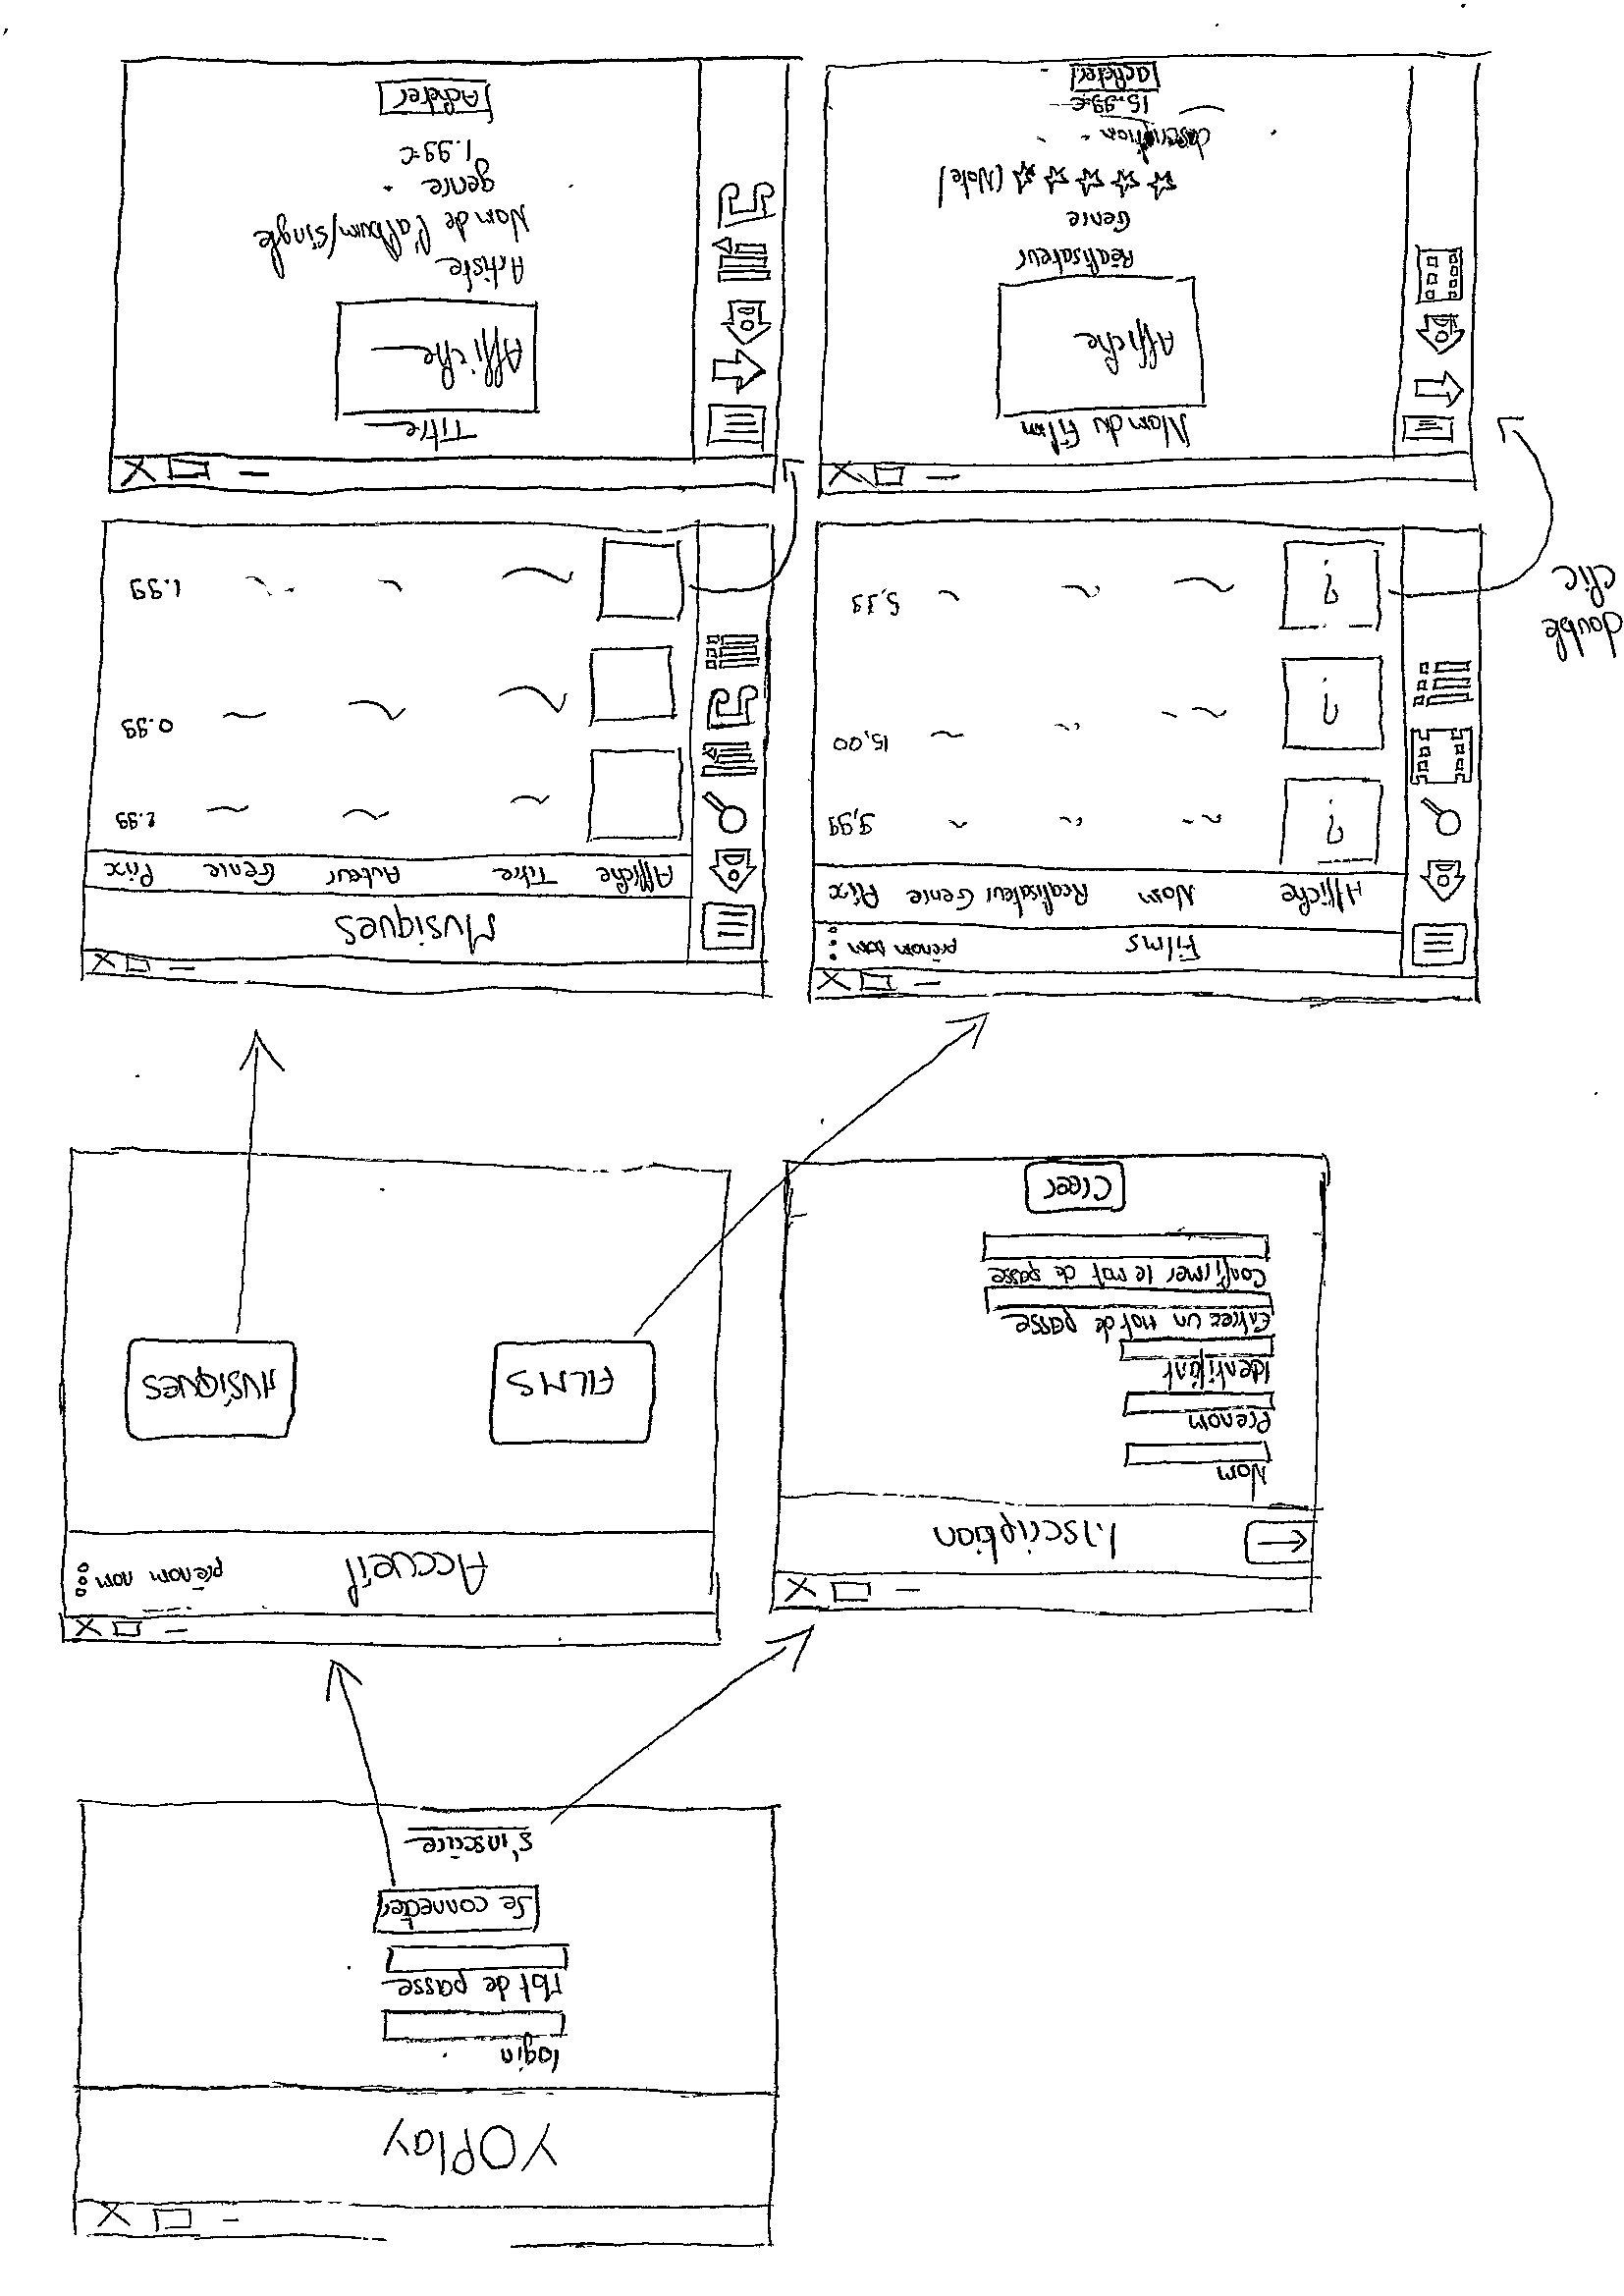 YOPlay
login
Mot de passe
Se connecter
s'inscrire
Inscription
Nom
Prenom
Identifiant
Entrez un mot de passe
Confirmer le mot de passe
Creer
Accueil
prénom nom
FILMS
MUSIQUES
Films
prénom nom
Affiche Nom Realisateur Genre Prix
? 9,99
? 15,00
? 5,99
double
clic
Musiques
Affiche Titre Auteur Genre Prix
1.99
0.99
1.99
Nom du Film
Affiche
Réalisateur
Genre
(Note)
description
15.99€
acheter
Titre
Affiche
Artiste
Nom de l'album/single
genre
1.99€
Acheter